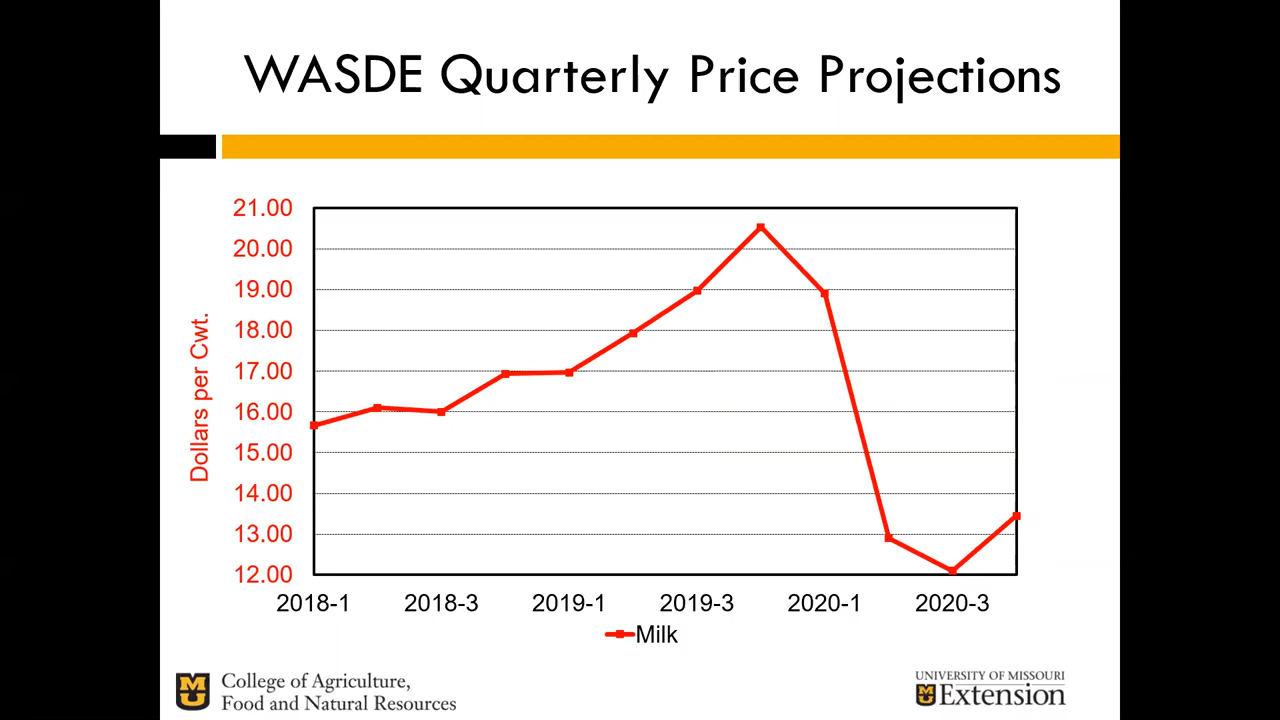 WASDE Quarterly Price Projections
21.00
20.00
19.00
18.00
17.00
16.00
15.00
14.00
13.00
12.00
Dollars per Cwt.
2018-1 2018-3 2019-1 2019-3 2020-1 2020-3
Milk
College of Agriculture,
Food and Natural Resources
UNIVERSITY OF MISSOURI
Extension